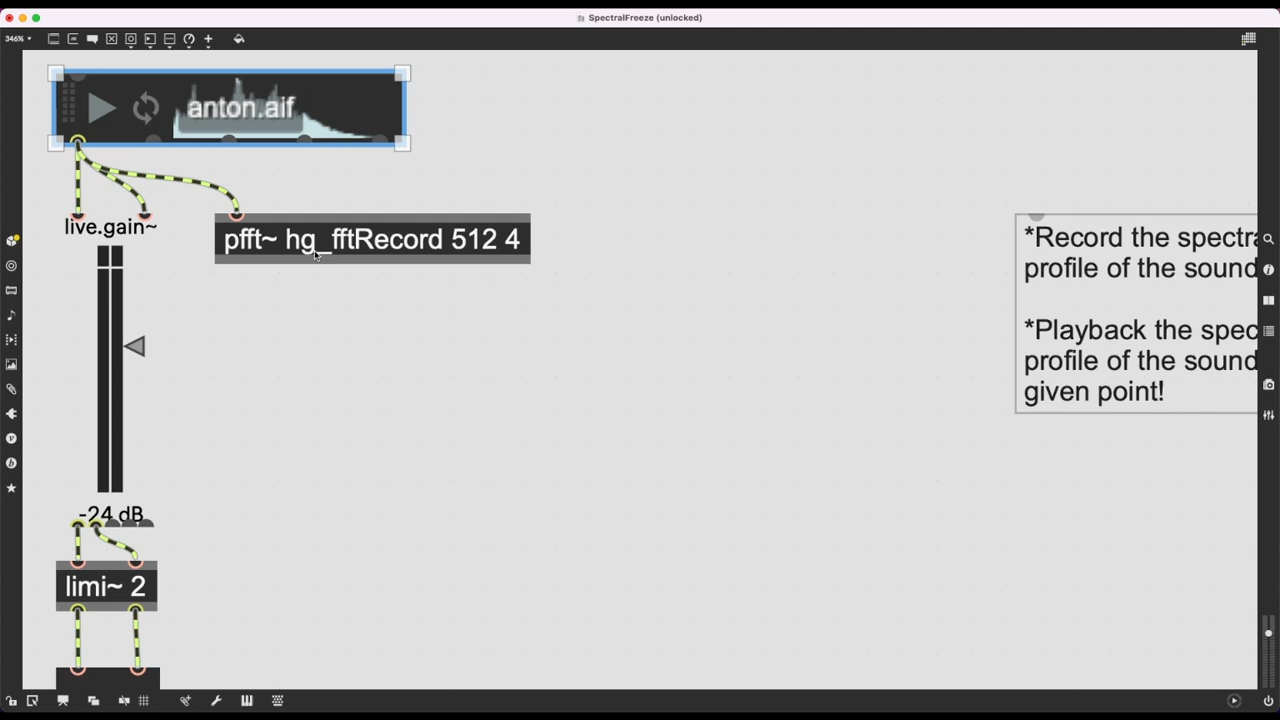 SpectralFreeze (unlocked)
346%
anton.aif
live.gain~
pfft~ hg_fftRecord 512 4
*Record the spectra
profile of the sound
*Playback the spec
profile of the sound
given point!
-24 dB
limi~ 2